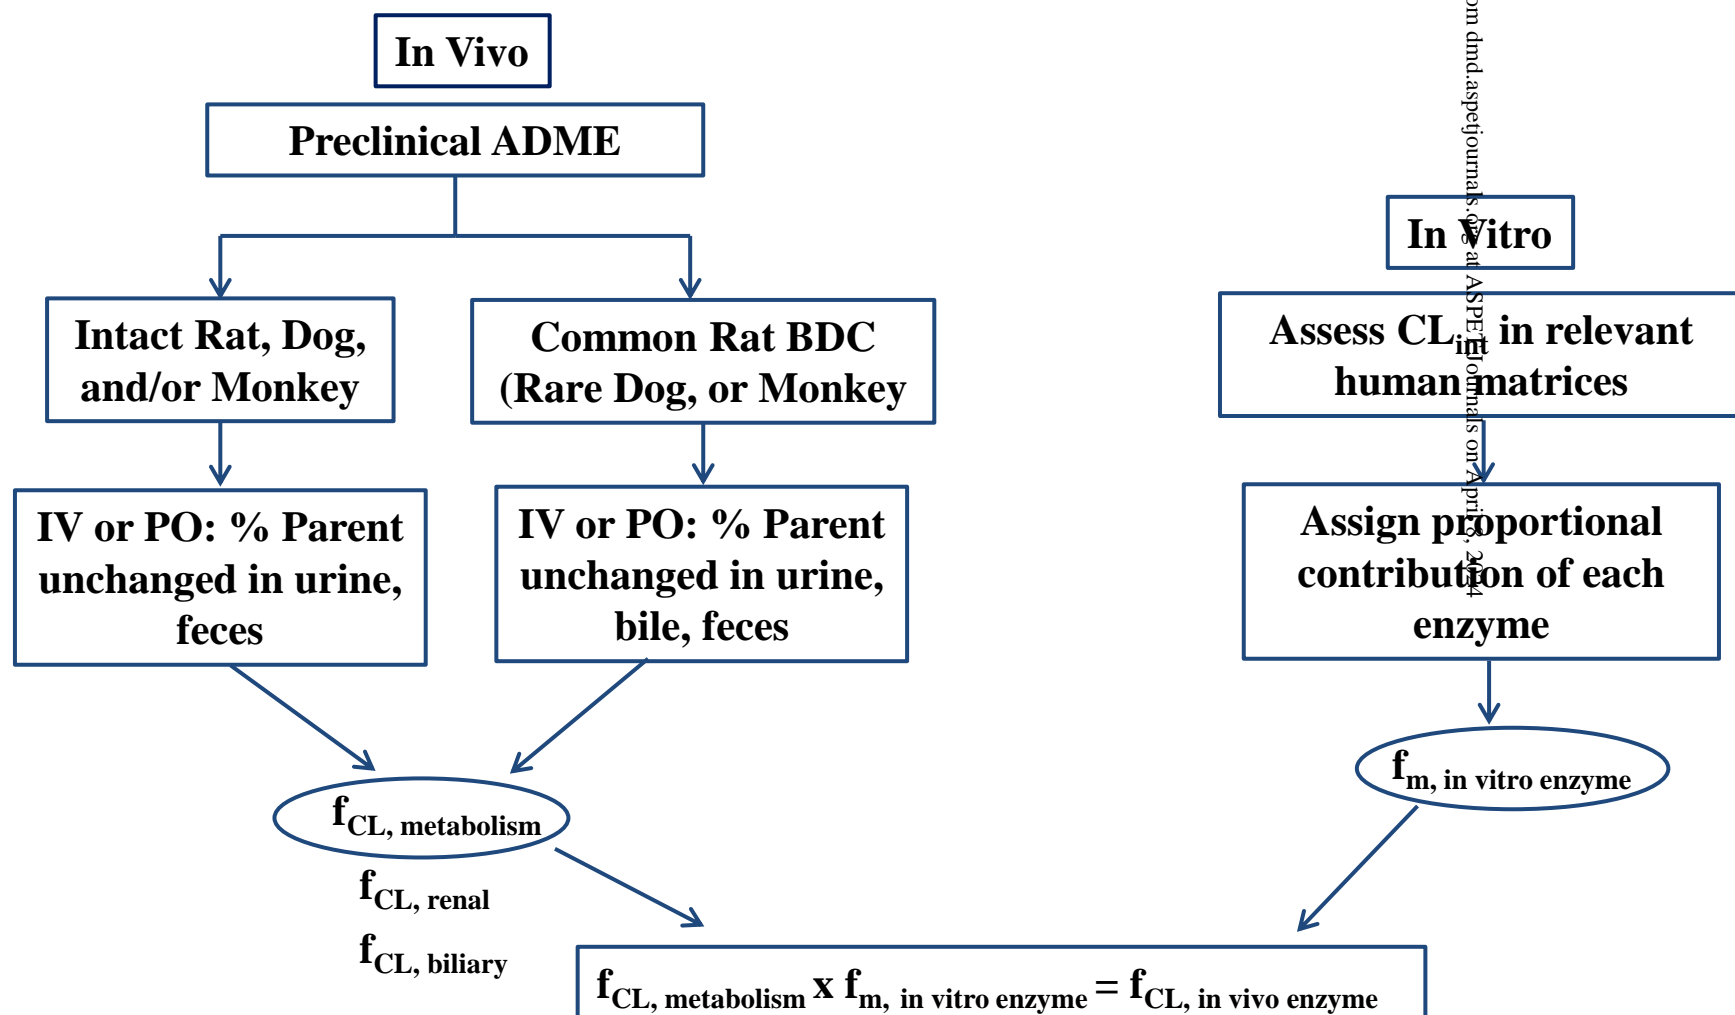 In Vivo
Preclinical ADME
Intact Rat, Dog,
and/or Monkey
Common Rat BDC
(Rare Dog, or Monkey
IV or PO: % Parent
unchanged in urine,
feces
IV or PO: % Parent
unchanged in urine,
bile, feces
fCL, metabolism
fCL, renal
fCL, biliary
In Vitro
Assess CLint in relevant
human matrices
Assign proportional
contribution of each
enzyme
fm, in vitro enzyme
fCL, metabolism x fm, in vitro enzyme = fCL, in vivo enzyme
om dmd.aspetjournals.org at ASPET Journals on April 8, 2024